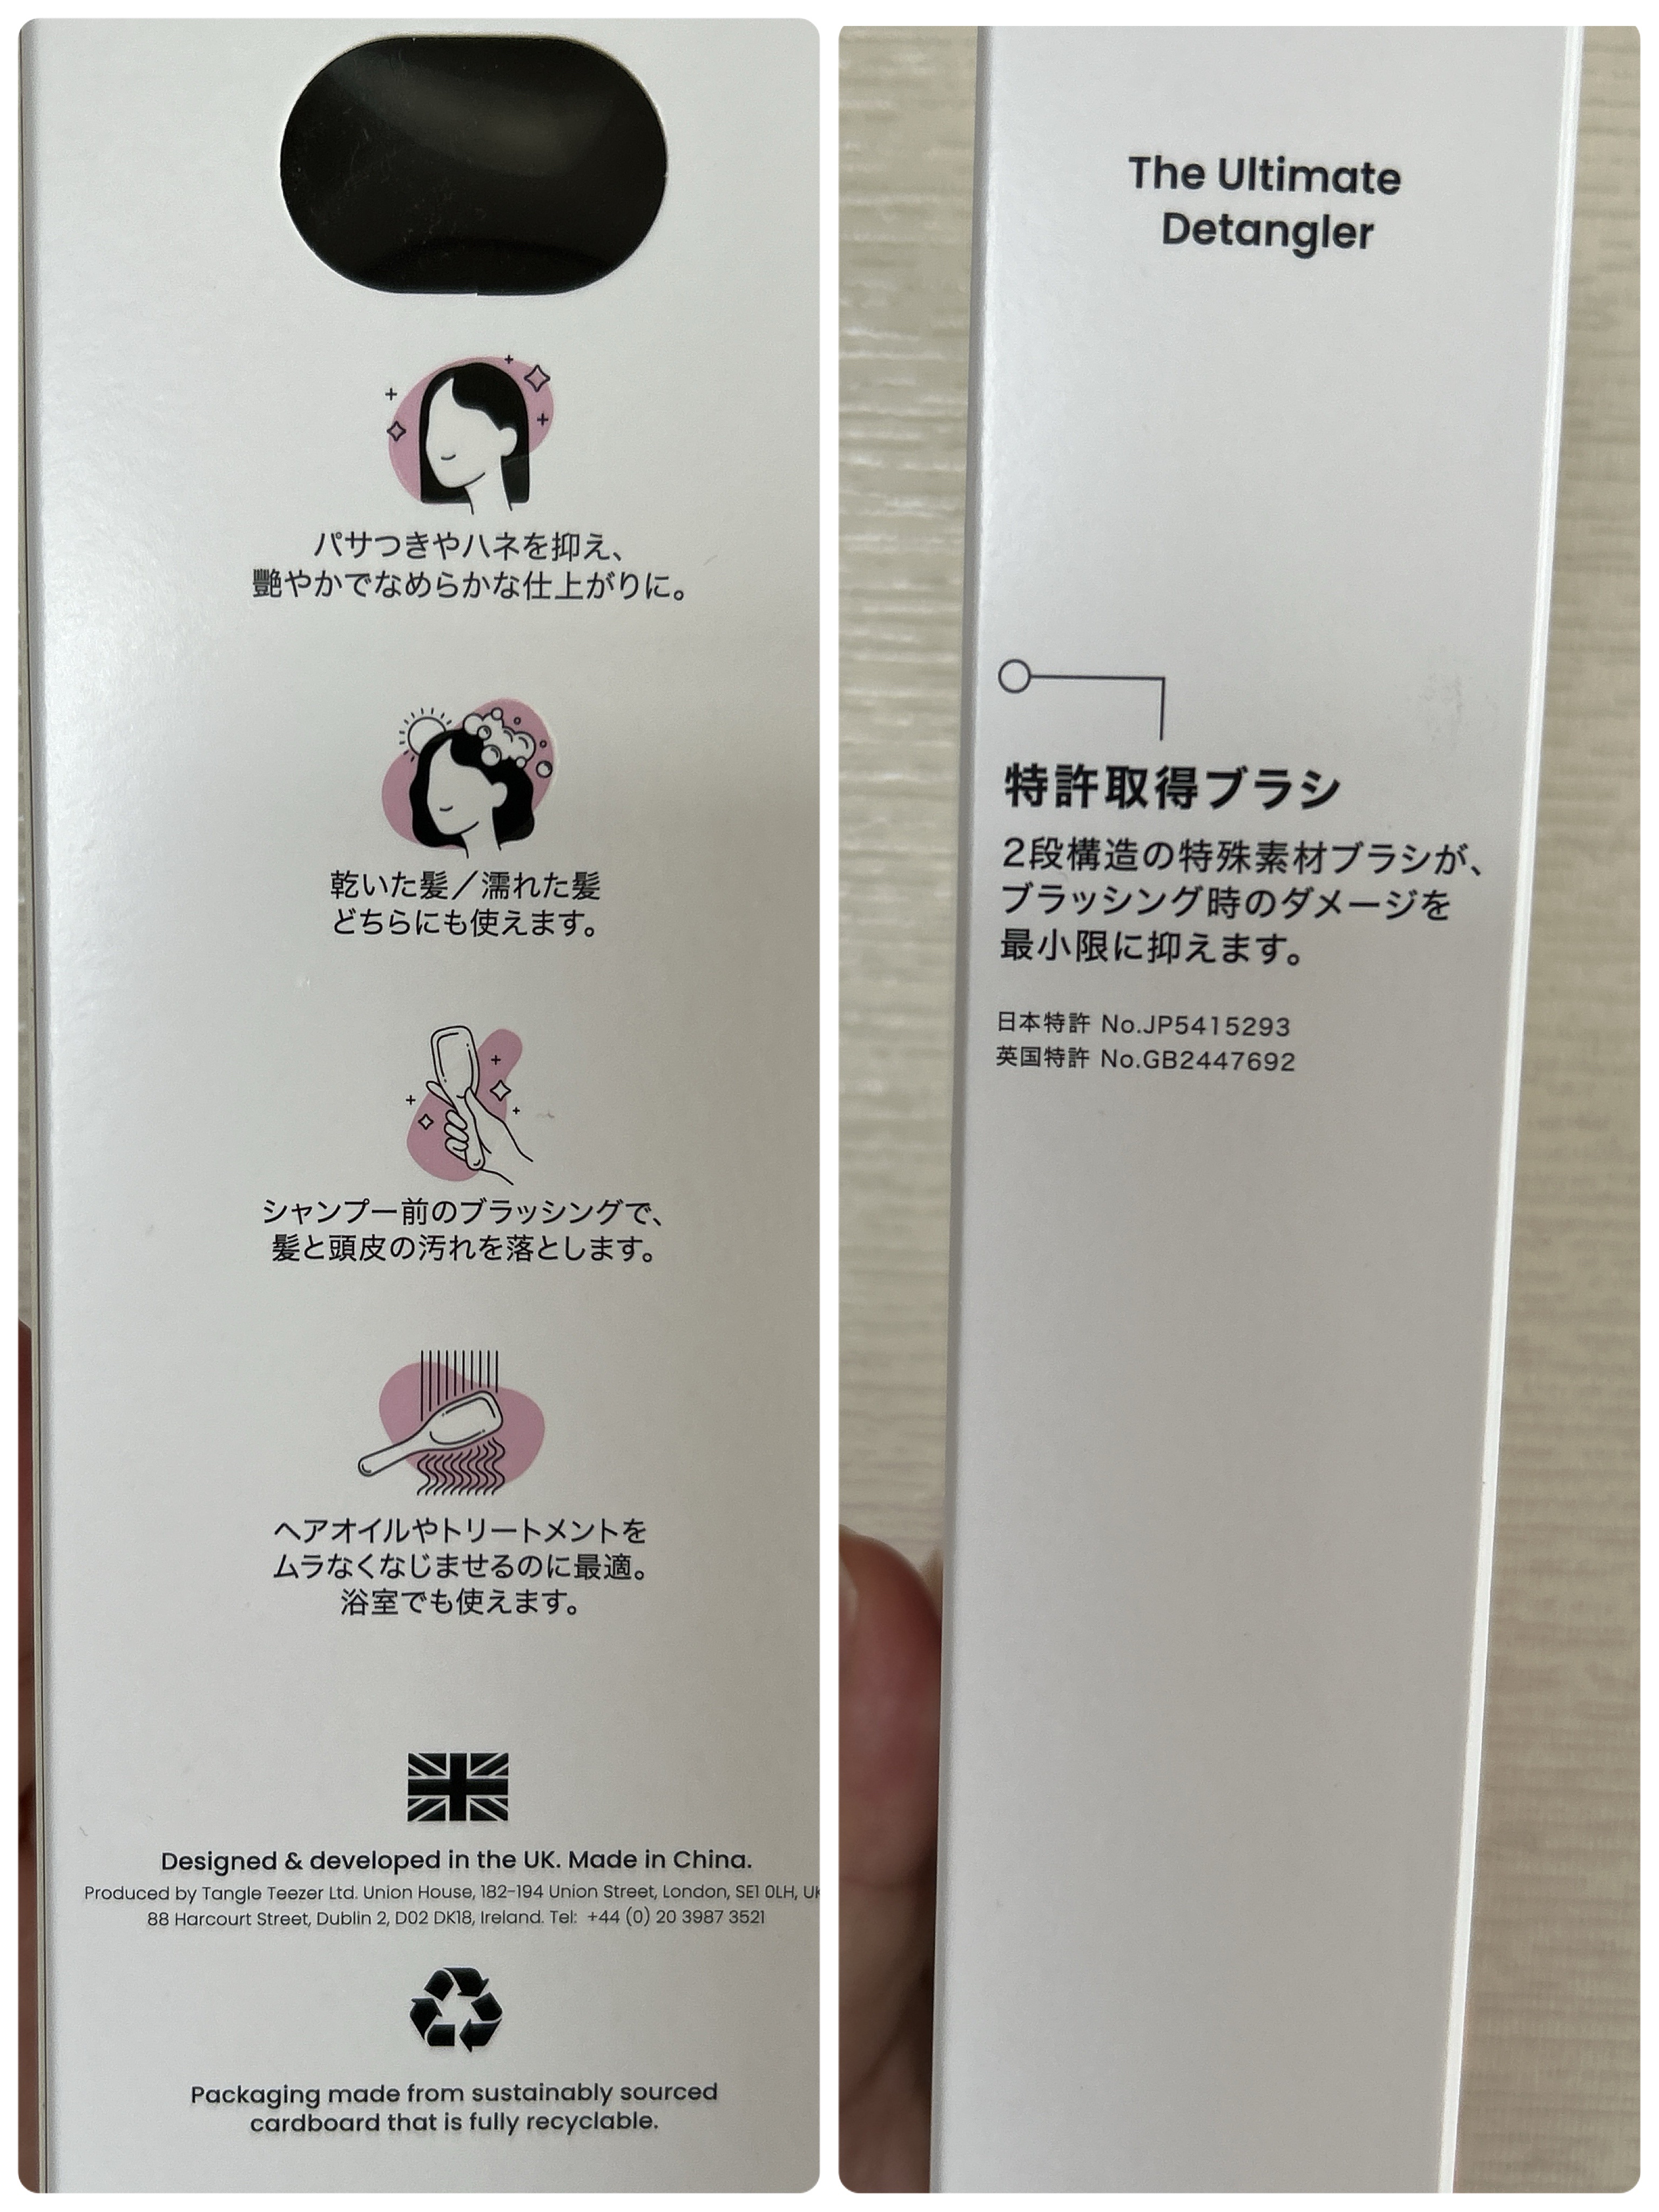 パサつきやハネを抑え、
艶やかでなめらかな仕上がりに。
乾いた髪／濡れた髪
どちらにも使えます。
シャンプー前のブラッシングで、
髪と頭皮の汚れを落とします。
ヘアオイルやトリートメントを
ムラなくなじませるのに最適。
浴室でも使えます。
Designed & developed in the UK. Made in China.
Produced by Tangle Teezer Ltd. Union House, 182-194 Union Street, London, SE1 0LH, UK
88 Harcourt Street, Dublin 2, D02 DK18, Ireland. Tel: +44 (0) 20 3987 3521
Packaging made from sustainably sourced
cardboard that is fully recyclable.
The Ultimate
Detangler
特許取得ブラシ
2段構造の特殊素材ブラシが、
ブラッシング時のダメージを
最小限に抑えます。
日本特許 No.JP5415293
英国特許 No.GB2447692